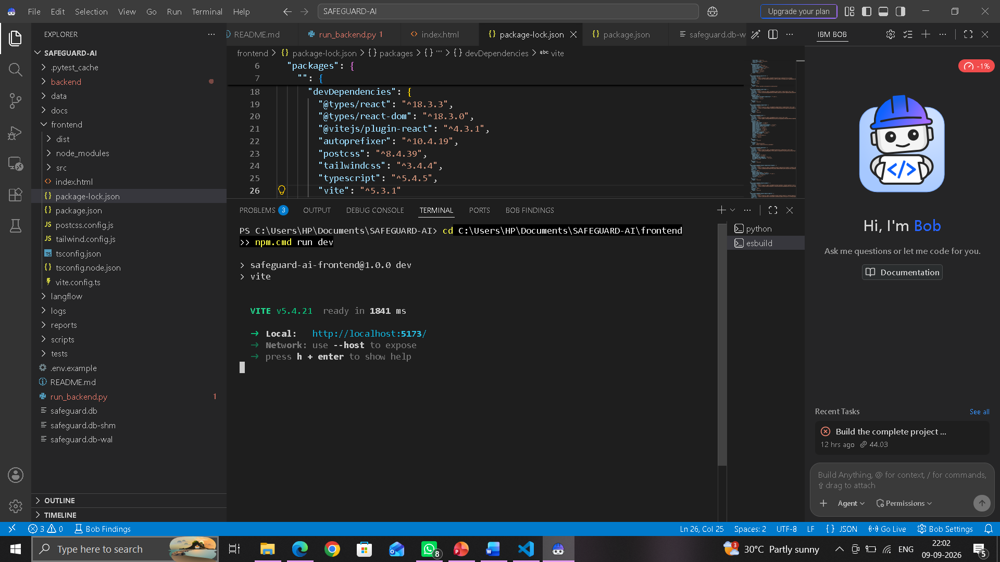 File Edit Selection View Go Run Terminal Help
SAFEGUARD-AI
Upgrade your plan
EXPLORER
SAFEGUARD-AI
.pytest_cache
backend
data
docs
frontend
dist
node_modules
src
index.html
package-lock.json
package.json
postcss.config.js
tailwind.config.js
tsconfig.json
tsconfig.node.json
vite.config.ts
langflow
logs
reports
scripts
tests
.env.example
README.md
run_backend.py 1
safeguard.db
safeguard.db-shm
safeguard.db-wal
OUTLINE
TIMELINE
README.md run_backend.py 1 index.html package-lock.json package.json safeguard.db-w
frontend > {} package-lock.json > {} packages > {} "" > {} devDependencies > abc vite
6 "packages": {
7 "": {
18 "devDependencies": {
19 "@types/react": "^18.3.3",
20 "@types/react-dom": "^18.3.0",
21 "@vitejs/plugin-react": "^4.3.1",
22 "autoprefixer": "^10.4.19",
23 "postcss": "^8.4.39",
24 "tailwindcss": "^3.4.4",
25 "typescript": "^5.4.5",
26 "vite": "^5.3.1"
PROBLEMS 3 OUTPUT DEBUG CONSOLE TERMINAL PORTS BOB FINDINGS
PS C:\Users\HP\Documents\SAFEGUARD-AI> cd C:\Users\HP\Documents\SAFEGUARD-AI\frontend
>> npm.cmd run dev
> safeguard-ai-frontend@1.0.0 dev
> vite
VITE v5.4.21 ready in 1841 ms
➜ Local: http://localhost:5173/
➜ Network: use --host to expose
➜ press h + enter to show help
python
esbuild
IBM BOB
-1%
</>
Hi, I'm Bob
Ask me questions or let me code for you.
Documentation
Recent Tasks See all
Build the complete project ...
12 hrs ago 44.03
Build Anything, @ for context, / for commands,
⇧ drag to attach
Agent Permissions
3 0 Bob Findings
Ln 26, Col 25 Spaces: 2 UTF-8 LF {} JSON Go Live Bob Settings
Type here to search
8
3 30°C Partly sunny
ENG
22:02
09-09-2026
5